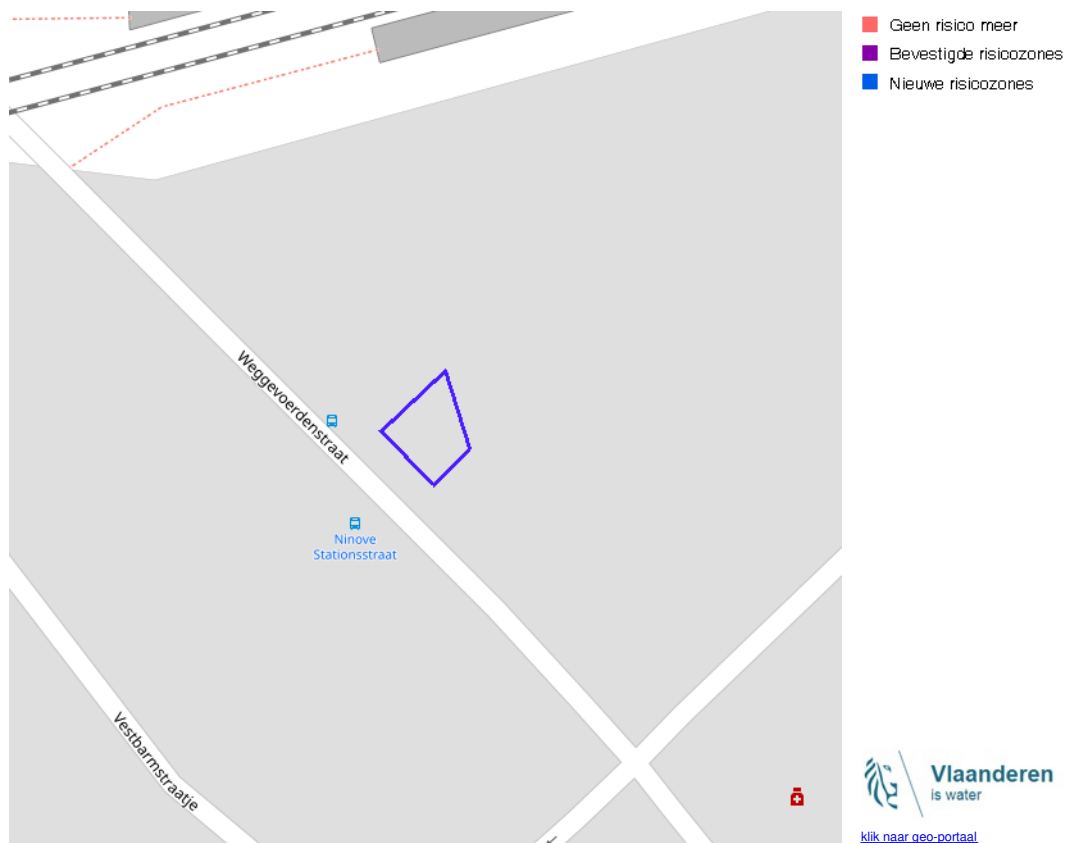 Geen risico meer
Bevestigde risicozones
Nieuwe risicozones
Weggevoerdenstraat
Ninove
Stationsstraat
Vestbarmstraatje
Vlaanderen
is water
klik naar geo-portaal